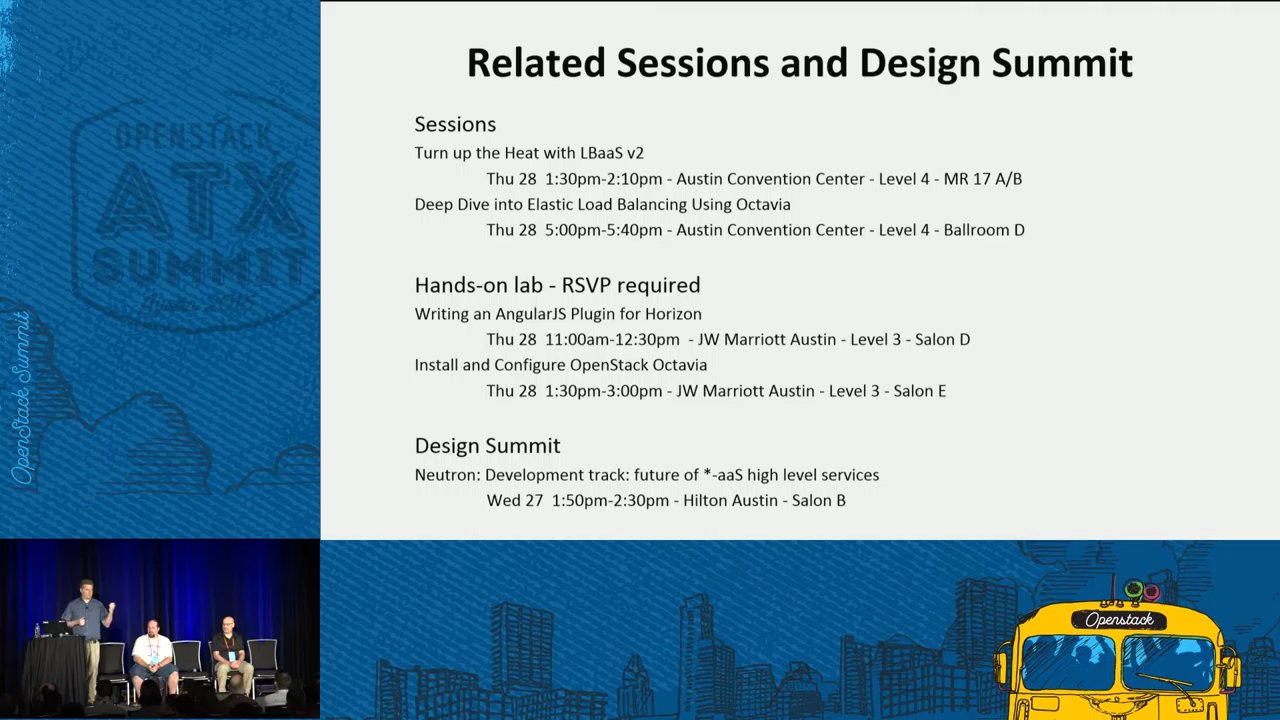 Related Sessions and Design Summit
Sessions
Turn up the Heat with LBaaS v2
Thu 28 1:30pm-2:10pm - Austin Convention Center - Level 4 - MR 17 A/B
Deep Dive into Elastic Load Balancing Using Octavia
Thu 28 5:00pm-5:40pm - Austin Convention Center - Level 4 - Ballroom D
Hands-on lab - RSVP required
Writing an AngularJS Plugin for Horizon
Thu 28 11:00am-12:30pm - JW Marriott Austin - Level 3 - Salon D
Install and Configure OpenStack Octavia
Thu 28 1:30pm-3:00pm - JW Marriott Austin - Level 3 - Salon E
Design Summit
Neutron: Development track: future of *-aaS high level services
Wed 27 1:50pm-2:30pm - Hilton Austin - Salon B
OPENSTACK
ATX
SUMMIT
Austin 2016
OpenStack Summit
Openstack